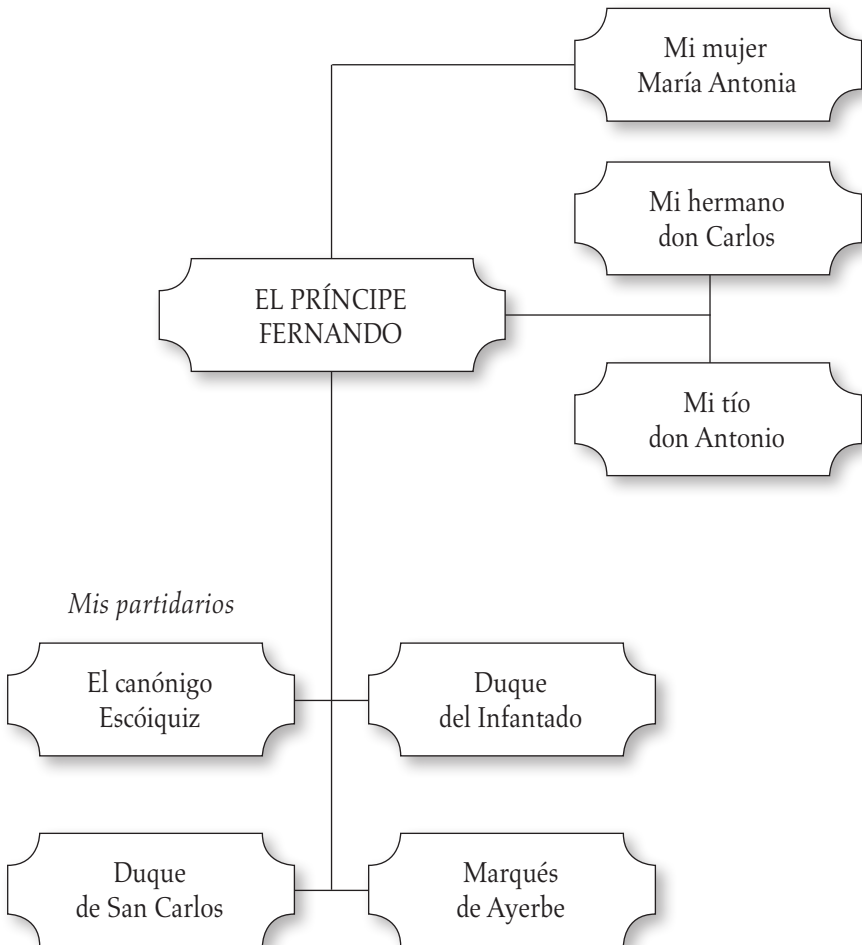 Mi mujer
María Antonia
Mi hermano
don Carlos
EL PRÍNCIPE
FERNANDO
Mi tío
don Antonio
Mis partidarios
El canónigo
Escóiquiz
Duque
del Infantado
Duque
de San Carlos
Marqués
de Ayerbe